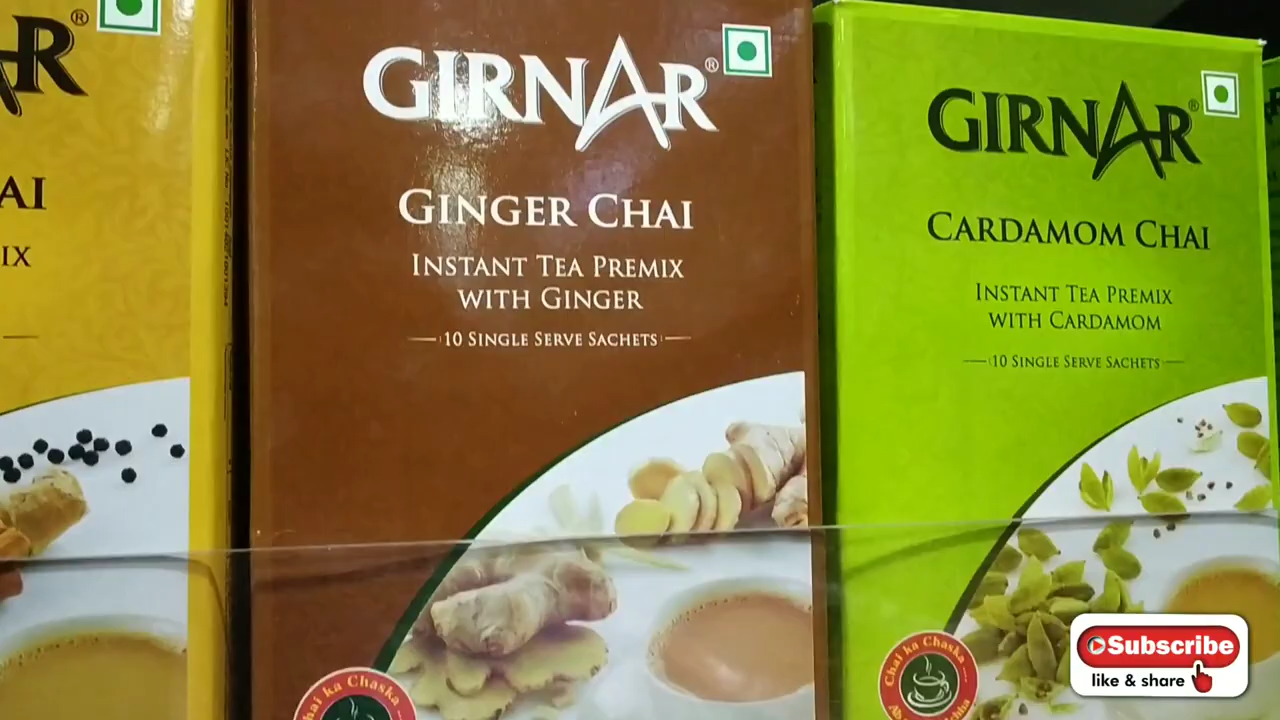 AR®
AI
IX
GIRNAR®
GINGER CHAI
INSTANT TEA PREMIX
WITH GINGER
10 SINGLE SERVE SACHETS
Chai ka Chaska
GIRNAR®
CARDAMOM CHAI
INSTANT TEA PREMIX
WITH CARDAMOM
10 SINGLE SERVE SACHETS
Chai ka Chaska
Subscribe
like & share